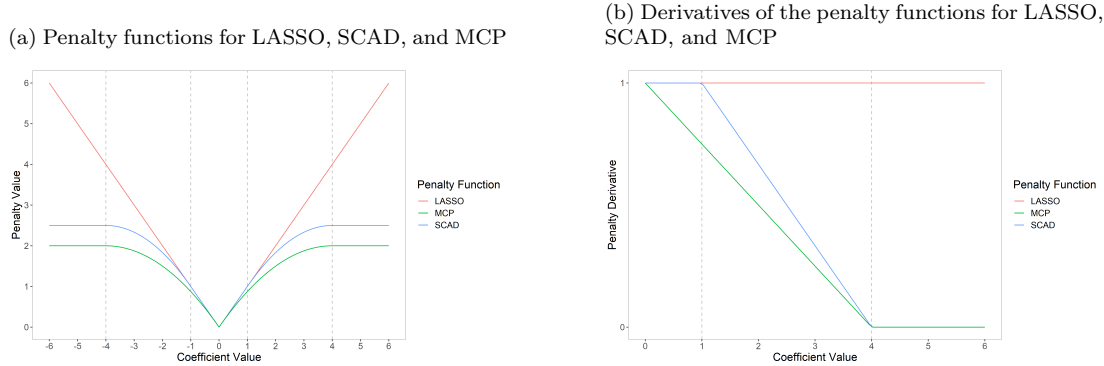 (a) Penalty functions for LASSO, SCAD, and MCP
6
5
4
3
2
1
0
Penalty Value
-6 -5 -4 -3 -2 -1 0 1 2 3 4 5 6
Coefficient Value
Penalty Function
LASSO
MCP
SCAD
(b) Derivatives of the penalty functions for LASSO,
SCAD, and MCP
1
0
Penalty Derivative
0 1 2 3 4 5 6
Coefficient Value
Penalty Function
LASSO
MCP
SCAD